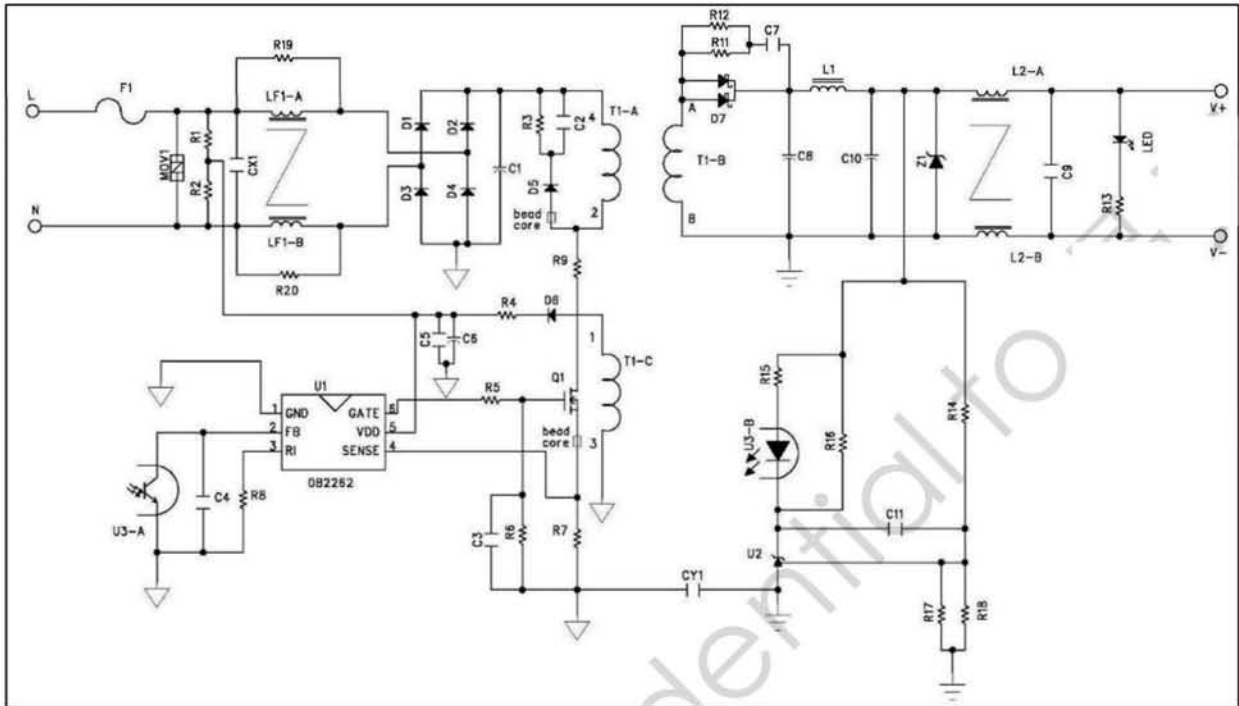 R12
R11
C7
R19
F1
L
LF1-A
D1
D2
R3
C2
4
T1-A
A
D7
L1
L2-A
V+
MOV1
R1
R2
CX1
D3
D4
C1
D5
bead
core
2
T1-B
C8
C10
Z1
C9
LED
R13
N
LF1-B
R20
8
L2-B
V-
R9
R4
D6
1
C5
C6
T1-C
U1
Q1
R5
R15
R14
1 GND GATE 6
2 FB VDD 5
3 RI SENSE 4
OB2262
bead
core
3
U3-B
R16
U3-A
C4
R8
C3
R6
R7
C11
U2
CY1
R17
R18
dential to